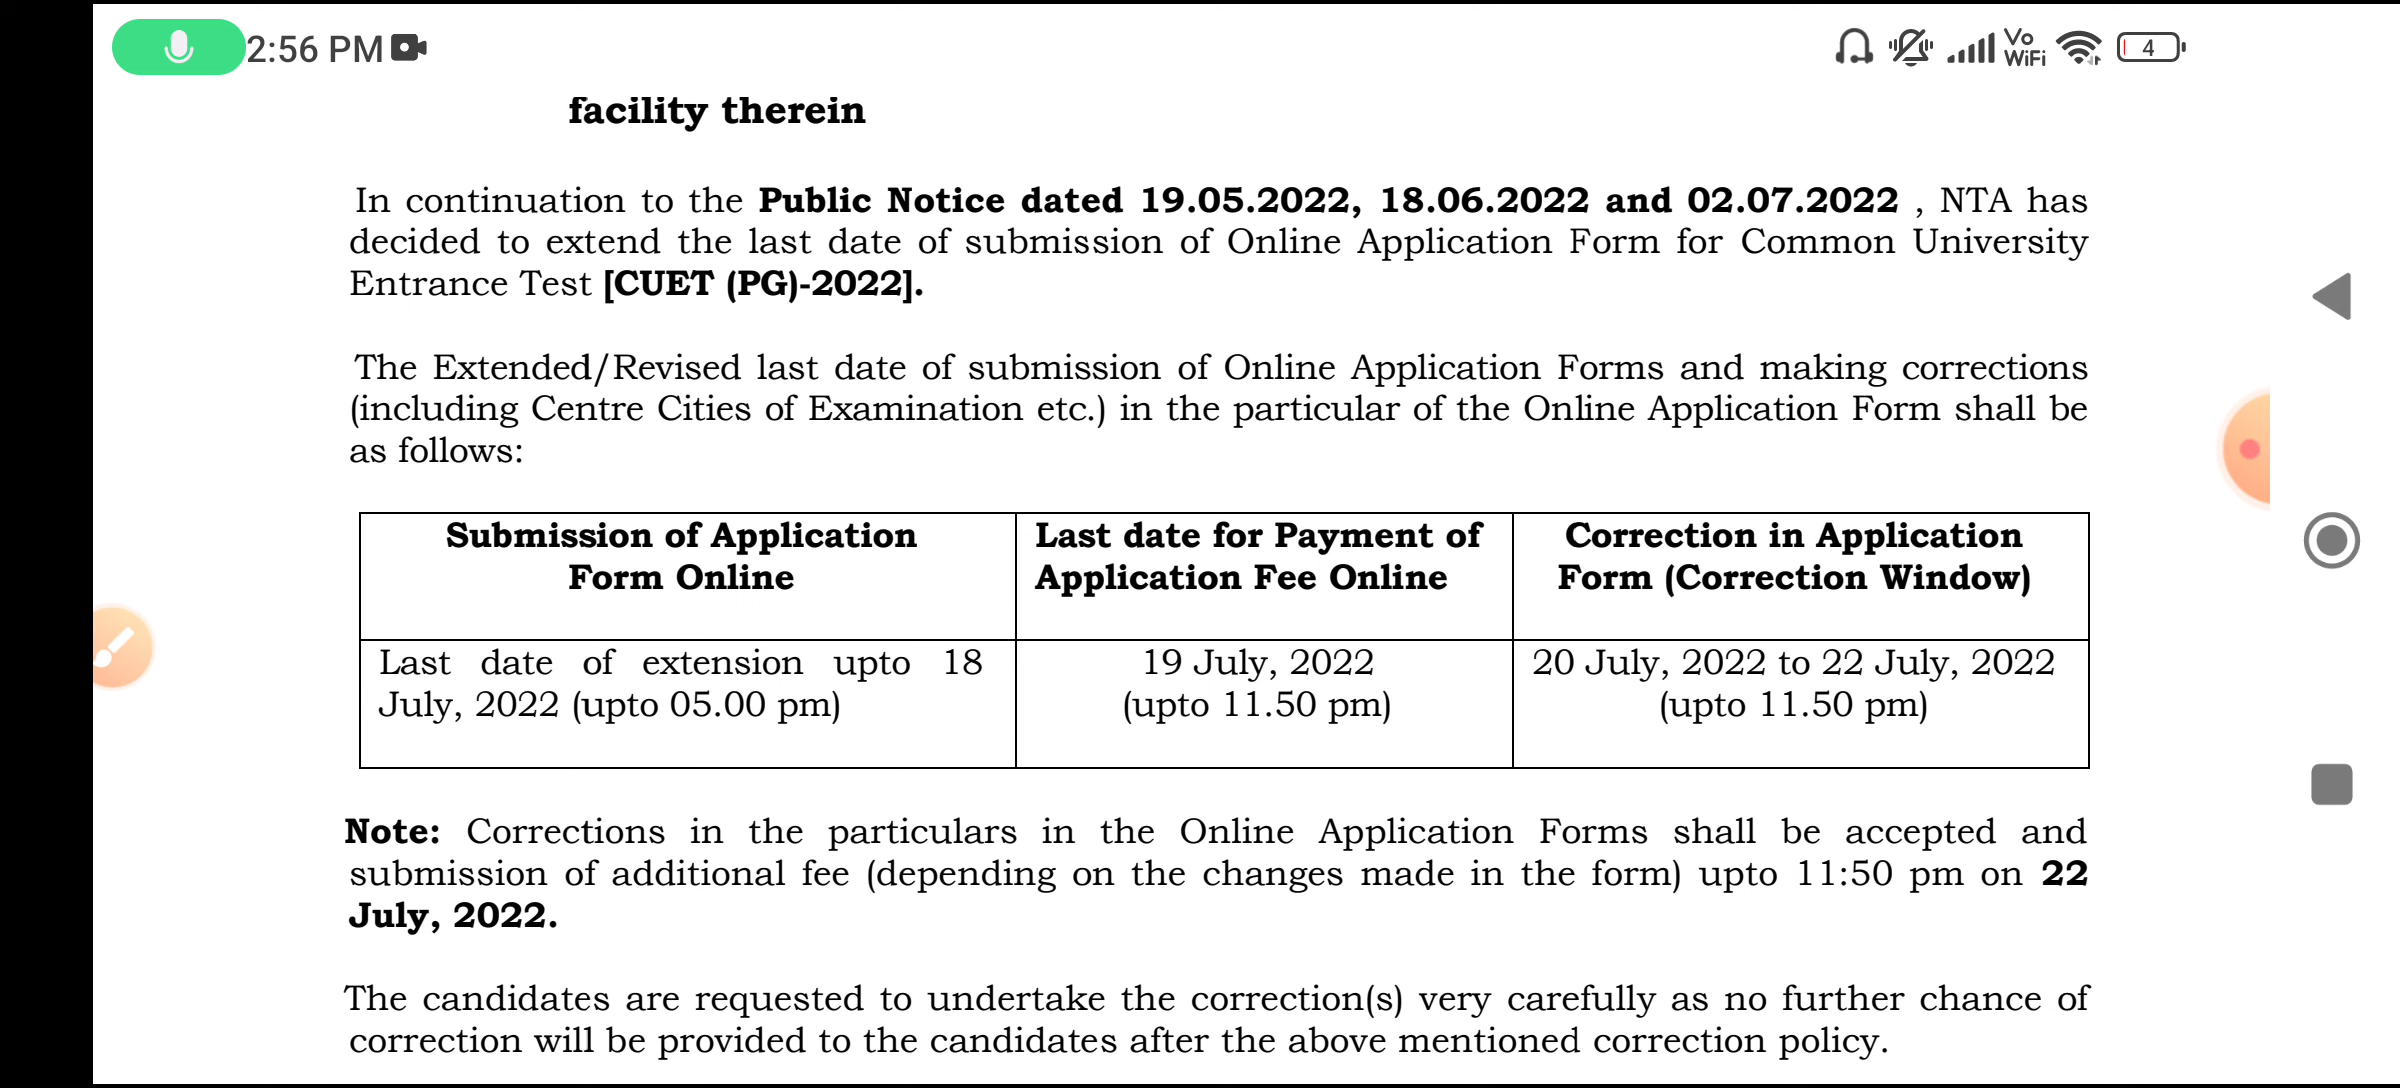 2:56 PM
Vo
WiFi
4
facility therein
In continuation to the Public Notice dated 19.05.2022, 18.06.2022 and 02.07.2022 , NTA has
decided to extend the last date of submission of Online Application Form for Common University
Entrance Test [CUET (PG)-2022].
The Extended/Revised last date of submission of Online Application Forms and making corrections
(including Centre Cities of Examination etc.) in the particular of the Online Application Form shall be
as follows:
Submission of Application
Form Online
Last date for Payment of
Application Fee Online
Correction in Application
Form (Correction Window)
Last date of extension upto 18
July, 2022 (upto 05.00 pm)
19 July, 2022
(upto 11.50 pm)
20 July, 2022 to 22 July, 2022
(upto 11.50 pm)
Note: Corrections in the particulars in the Online Application Forms shall be accepted and
submission of additional fee (depending on the changes made in the form) upto 11:50 pm on 22
July, 2022.
The candidates are requested to undertake the correction(s) very carefully as no further chance of
correction will be provided to the candidates after the above mentioned correction policy.